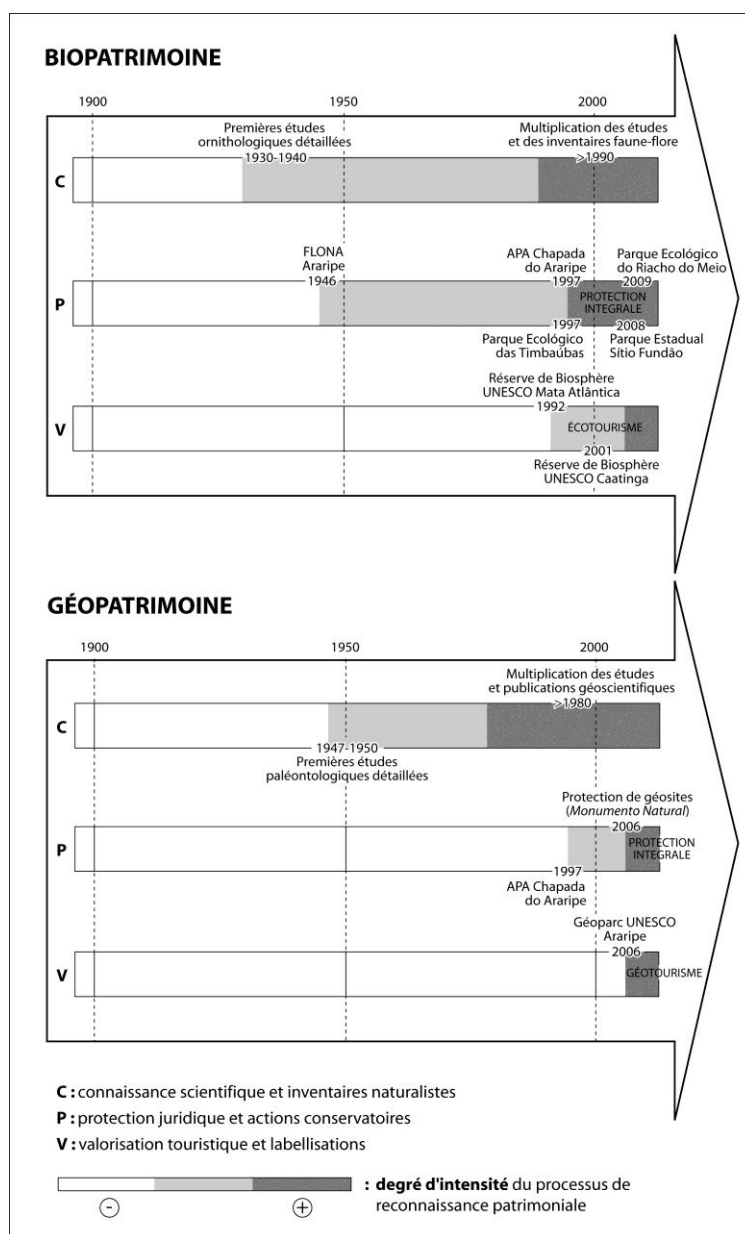 BIOPATRIMOINE
1900
1950
2000
Premières études
ornithologiques détaillées
1930-1940
Multiplication des études
et des inventaires faune-flore
>1990
C
FLONA
Araripe
1946
APA Chapada
do Araripe
1997
Parque Ecológico
do Riacho do Meio
2009
P
PROTECTION
INTEGRALE
1997
Parque Ecológico
das Timbaúbas
2008
Parque Estadual
Sítio Fundão
Réserve de Biosphère
UNESCO Mata Atlântica
1992
V
ÉCOTOURISME
2001
Réserve de Biosphère
UNESCO Caatinga
GÉOPATRIMOINE
1900
1950
2000
Multiplication des études
et publications géoscientifiques
>1980
C
1947-1950
Premières études
paléontologiques détaillées
Protection de géosites
(Monumento Natural)
2006
P
PROTECTION
INTEGRALE
1997
APA Chapada
do Araripe
Géoparc UNESCO
Araripe
2006
V
GÉOTOURISME
C : connaissance scientifique et inventaires naturalistes
P : protection juridique et actions conservatoires
V : valorisation touristique et labellisations
: degré d'intensité du processus de
reconnaissance patrimoniale
- +